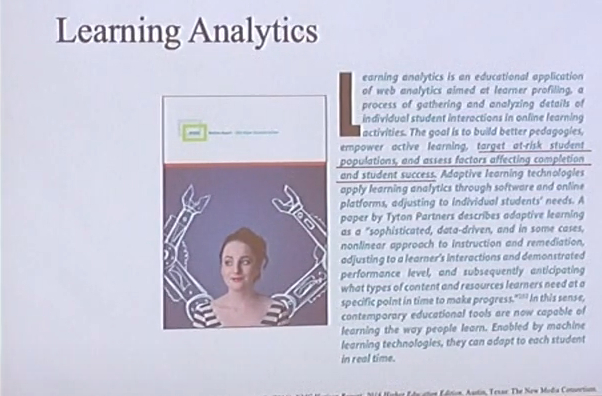 Learning Analytics
Learning analytics is an educational application
of web analytics aimed at learner profiling, a
process of gathering and analyzing details of
individual student interactions in online learning
activities. The goal is to build better pedagogies,
empower active learning, target at-risk student
populations, and assess factors affecting completion
and student success. Adaptive learning technologies
apply learning analytics through software and online
platforms, adjusting to individual students' needs. A
paper by Tyton Partners describes adaptive learning
as a "sophisticated, data-driven, and in some cases,
nonlinear approach to instruction and remediation,
adjusting to a learner's interactions and demonstrated
performance level, and subsequently anticipating
what types of content and resources learners need at a
specific point in time to make progress." In this sense,
contemporary educational tools are now capable of
learning the way people learn. Enabled by machine
learning technologies, they can adapt to each student
in real time.
Report: 2016 Higher Education Edition. Austin, Texas: The New Media Consortium.